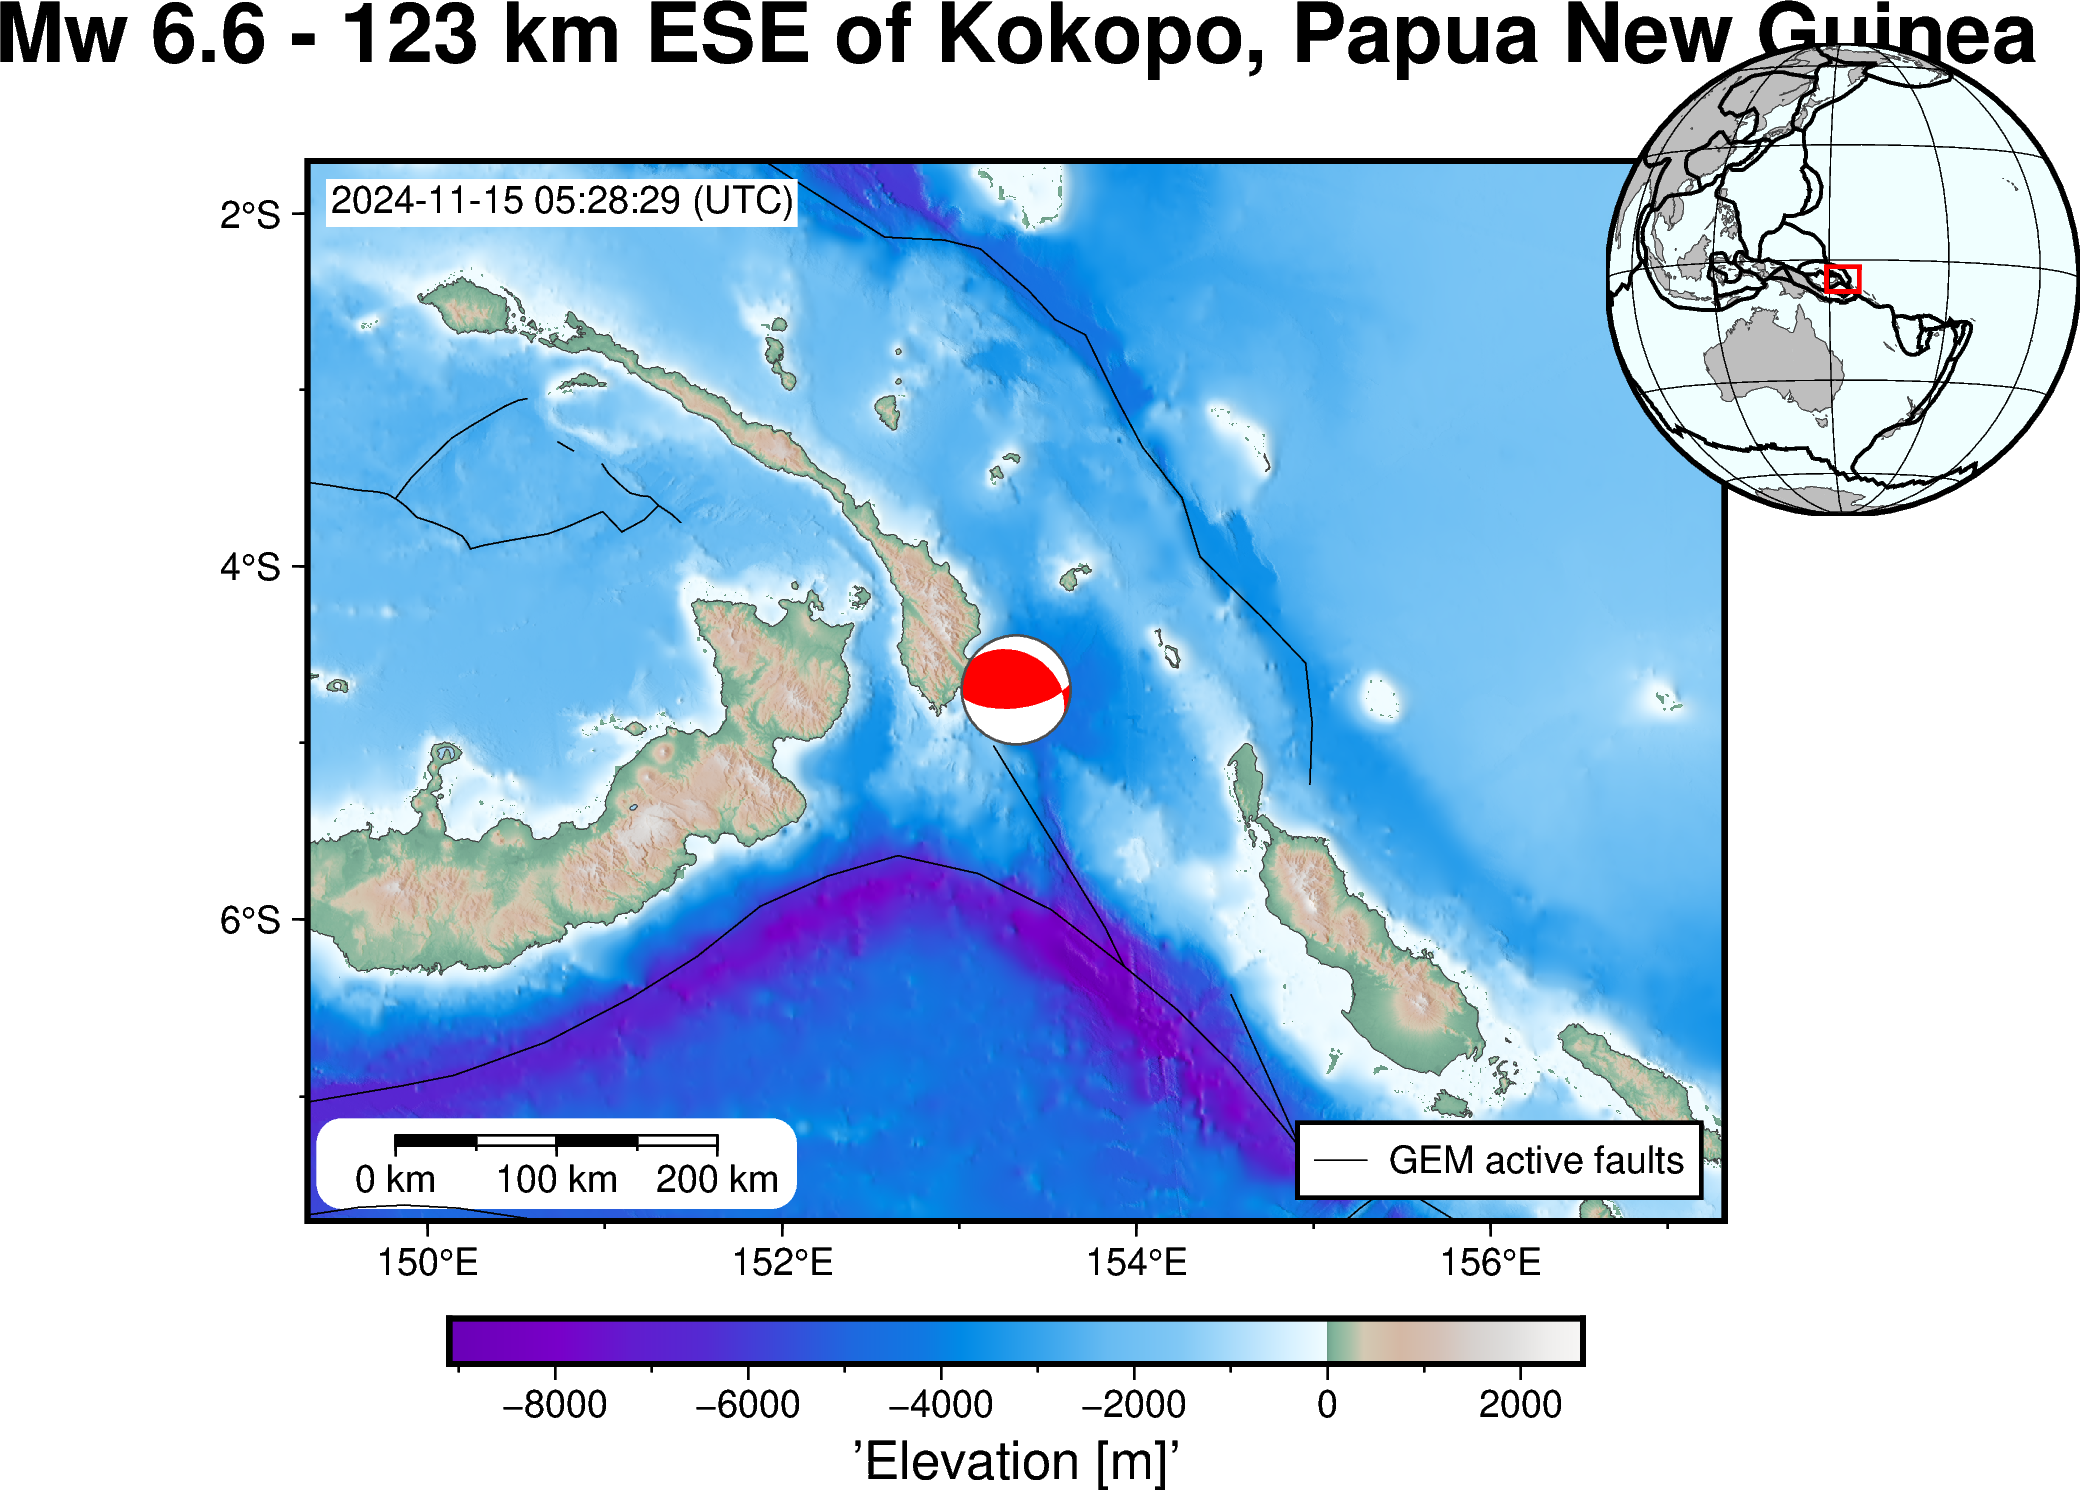 Mw 6.6 - 123 km ESE of Kokopo, Papua New Guinea
2024-11-15 05:28:29 (UTC)
2°S
4°S
6°S
0 km 100 km 200 km
GEM active faults
150°E 152°E 154°E 156°E
−8000 −6000 −4000 −2000 0 2000
'Elevation [m]'